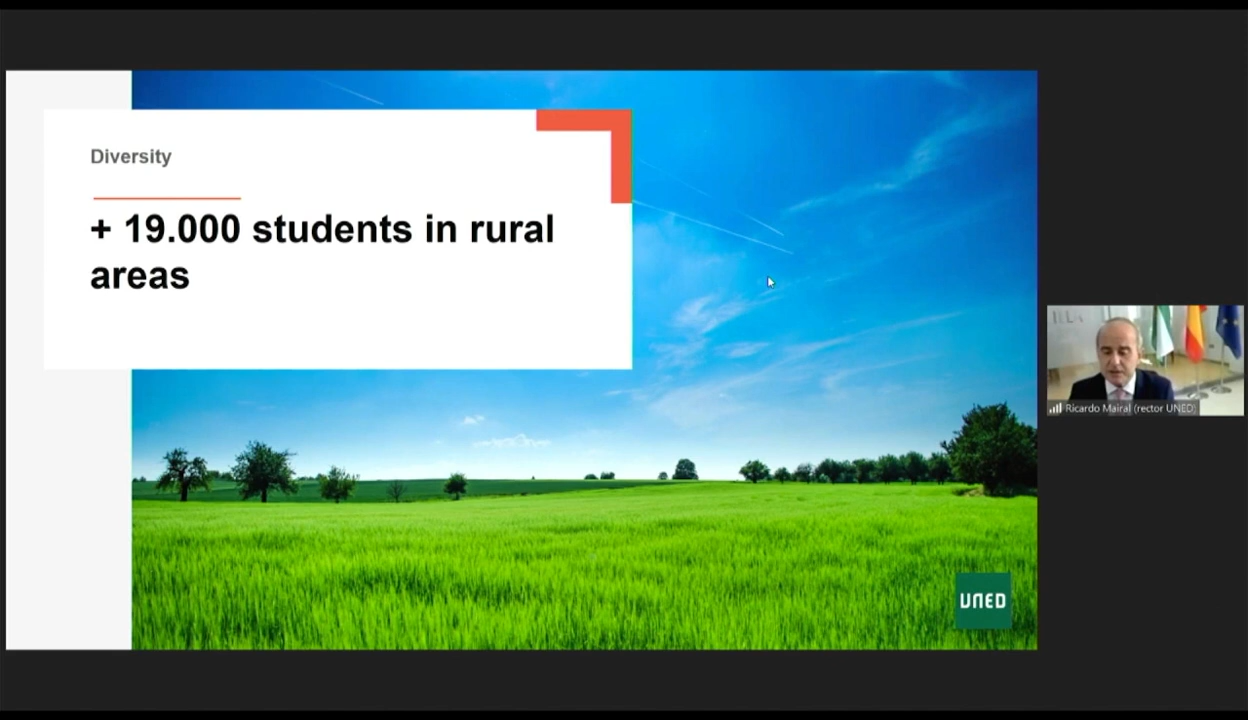 Diversity
+ 19.000 students in rural
areas
Ricardo Mairal (rector UNED)
UNED